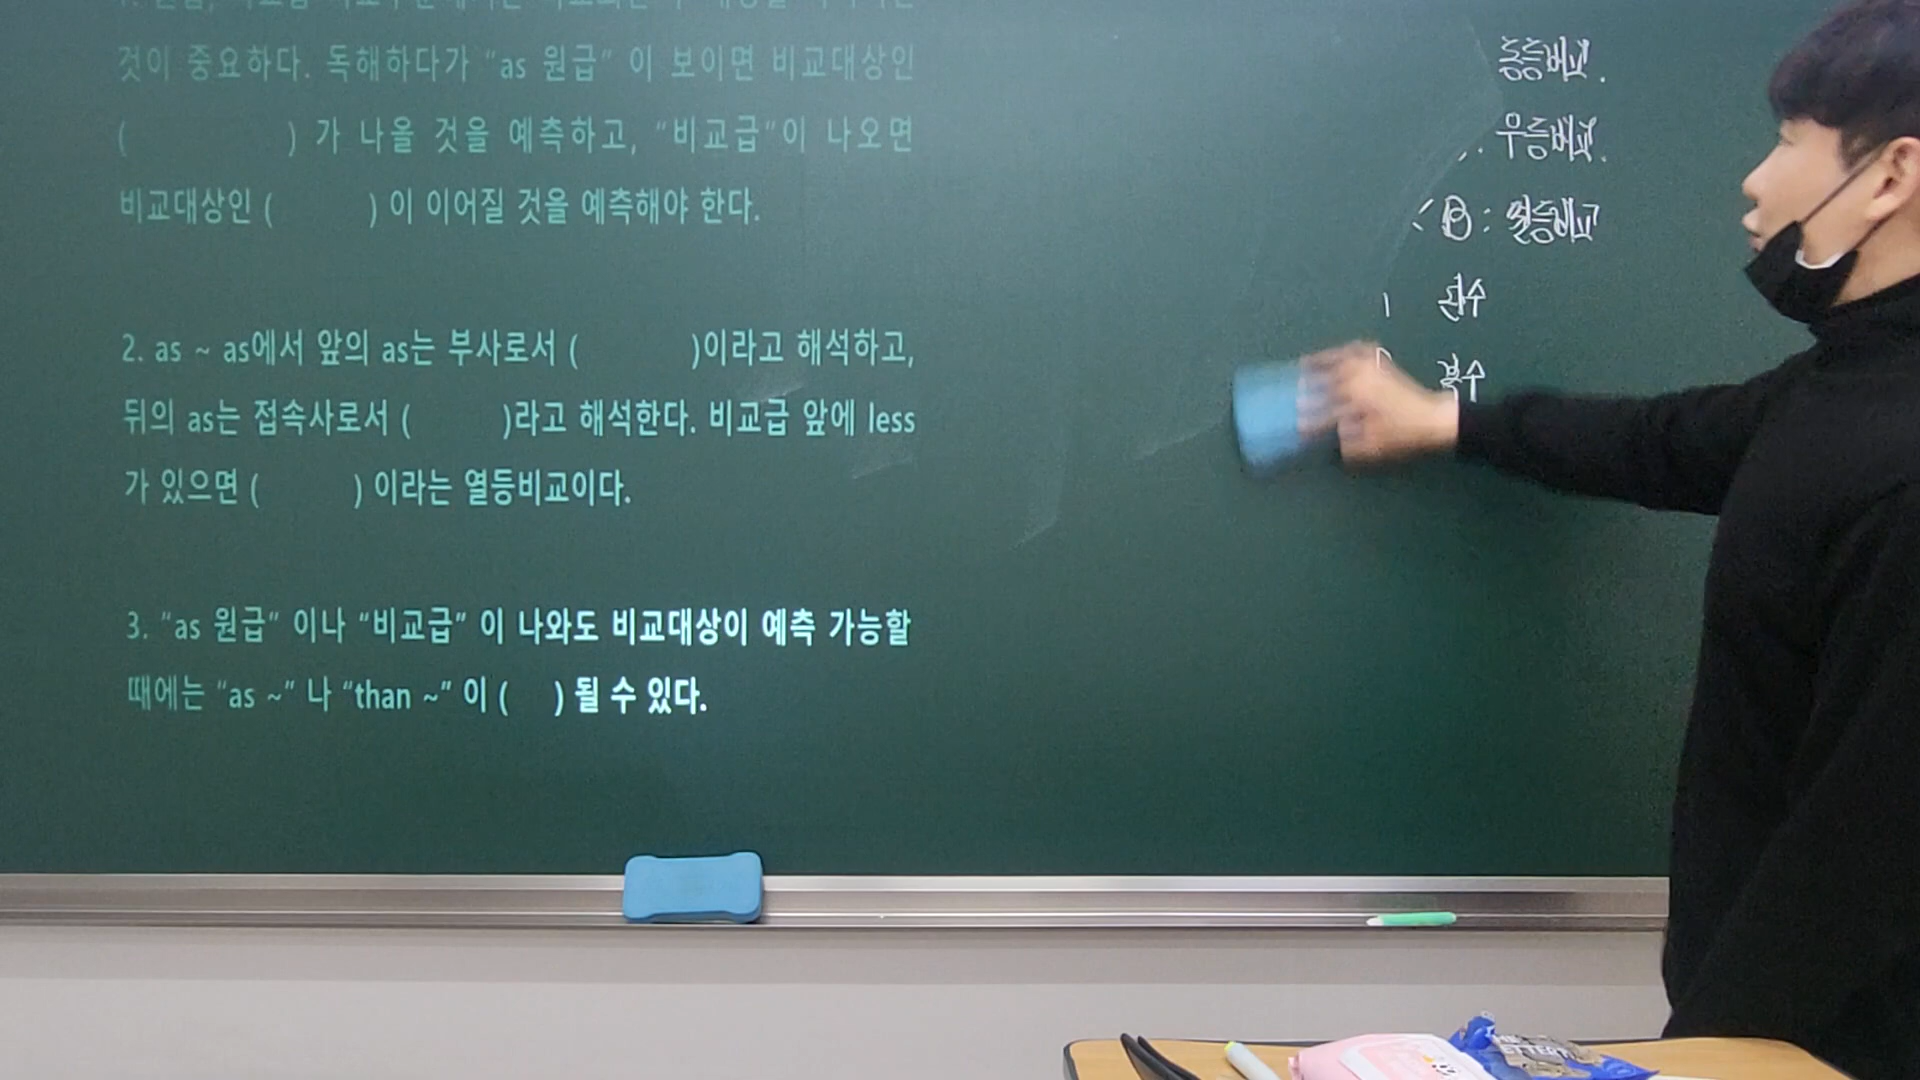 것이 중요하다. 독해하다가 “as 원급” 이 보이면 비교대상인
( ) 가 나올 것을 예측하고, “비교급”이 나오면
비교대상인 ( ) 이 이어질 것을 예측해야 한다.
2. as ~ as에서 앞의 as는 부사로서 ( )이라고 해석하고,
뒤의 as는 접속사로서 ( )라고 해석한다. 비교급 앞에 less
가 있으면 ( ) 이라는 열등비교이다.
3. “as 원급” 이나 “비교급” 이 나와도 비교대상이 예측 가능할
때에는 “as ~” 나 “than ~” 이 ( ) 될 수 있다.
동등비교.
우등비교.
< B : 열등비교
단수
복수